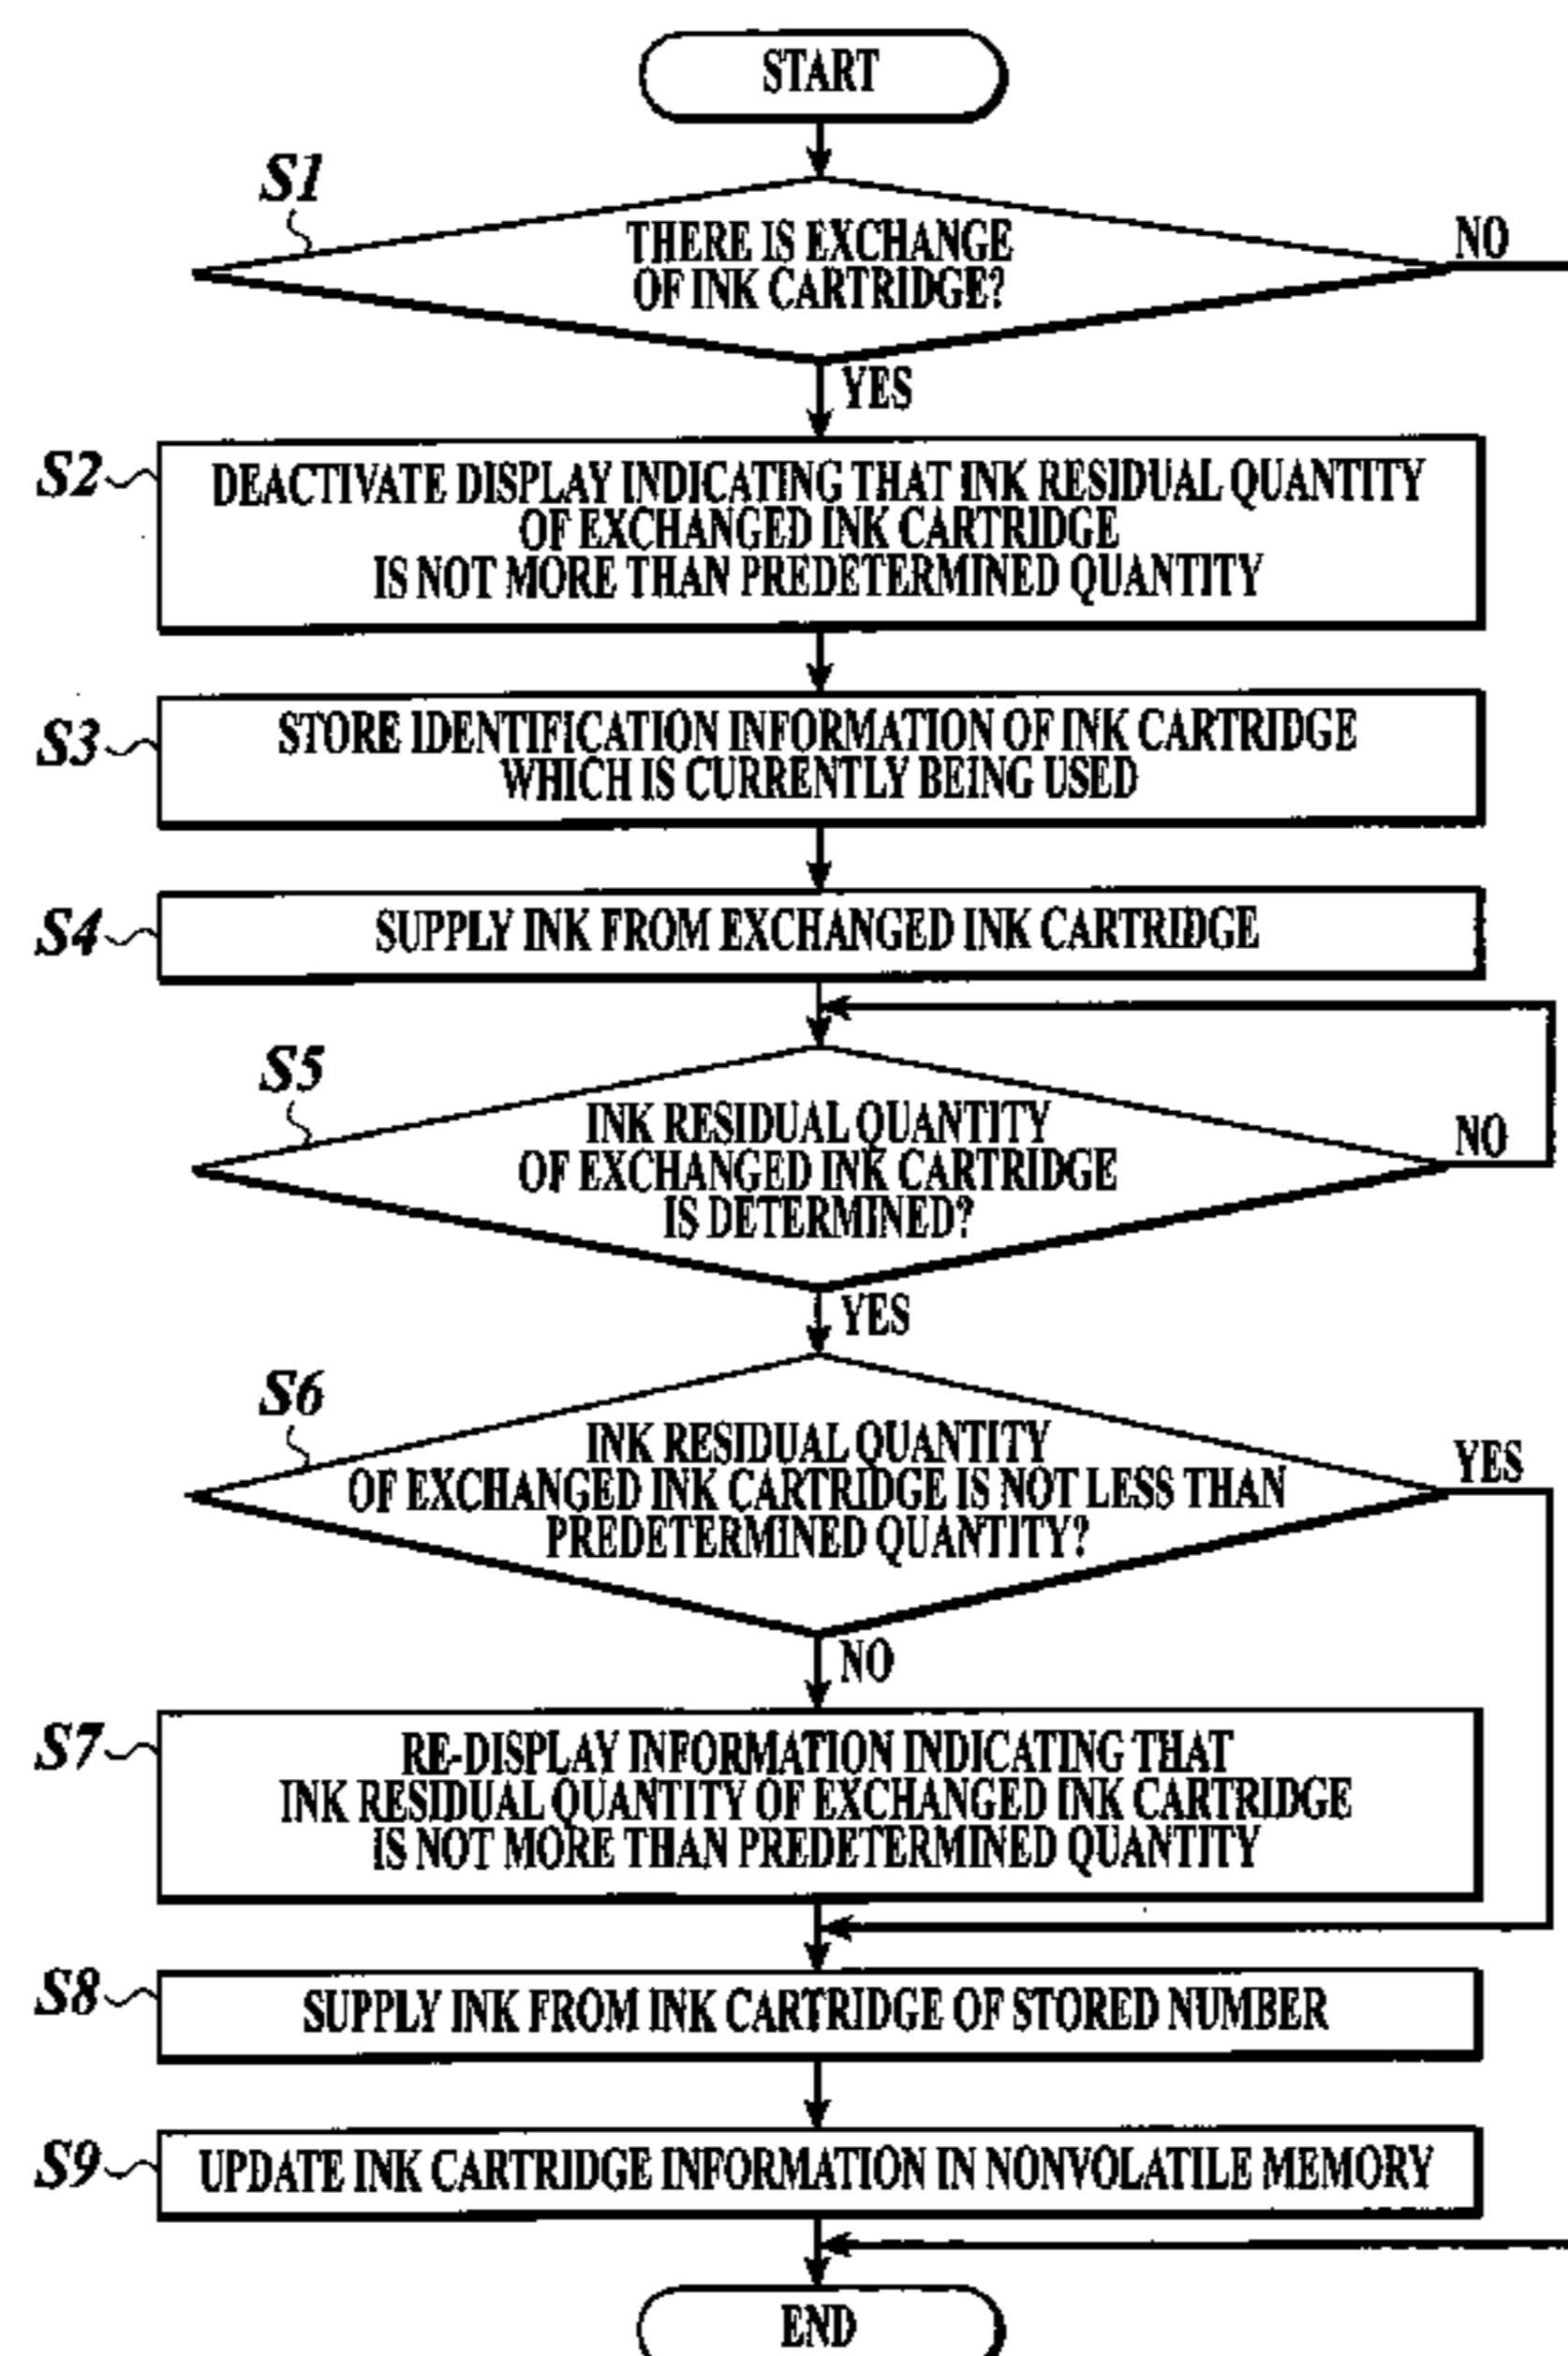 START
S1
THERE IS EXCHANGE
OF INK CARTRIDGE?
NO
YES
S2
DEACTIVATE DISPLAY INDICATING THAT INK RESIDUAL QUANTITY
OF EXCHANGED INK CARTRIDGE
IS NOT MORE THAN PREDETERMINED QUANTITY
S3
STORE IDENTIFICATION INFORMATION OF INK CARTRIDGE
WHICH IS CURRENTLY BEING USED
S4
SUPPLY INK FROM EXCHANGED INK CARTRIDGE
S5
INK RESIDUAL QUANTITY
OF EXCHANGED INK CARTRIDGE
IS DETERMINED?
NO
YES
S6
INK RESIDUAL QUANTITY
OF EXCHANGED INK CARTRIDGE IS NOT LESS THAN
PREDETERMINED QUANTITY?
YES
NO
S7
RE-DISPLAY INFORMATION INDICATING THAT
INK RESIDUAL QUANTITY OF EXCHANGED INK CARTRIDGE
IS NOT MORE THAN PREDETERMINED QUANTITY
S8
SUPPLY INK FROM INK CARTRIDGE OF STORED NUMBER
S9
UPDATE INK CARTRIDGE INFORMATION IN NONVOLATILE MEMORY
END